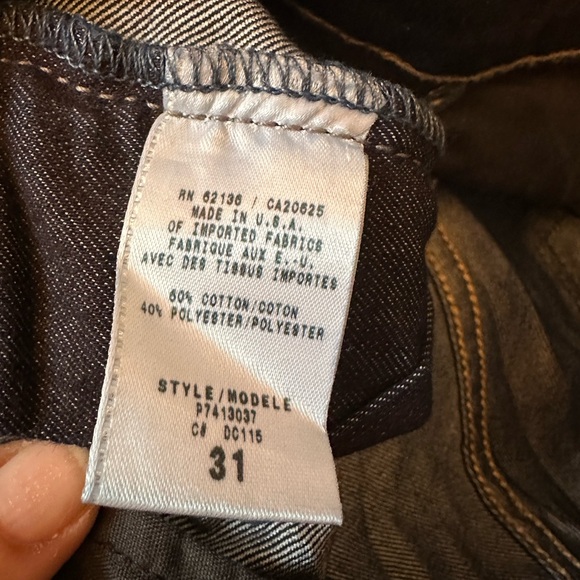 RN 62136 / CA20625
MADE IN U.S.A.
OF IMPORTED FABRICS
FABRIQUE AUX E.-U.
AVEC DES TISSUS IMPORTES
60% COTTON/COTON
40% POLYESTER/POLYESTER
STYLE/MODELE
P7413037
C# DC115
31